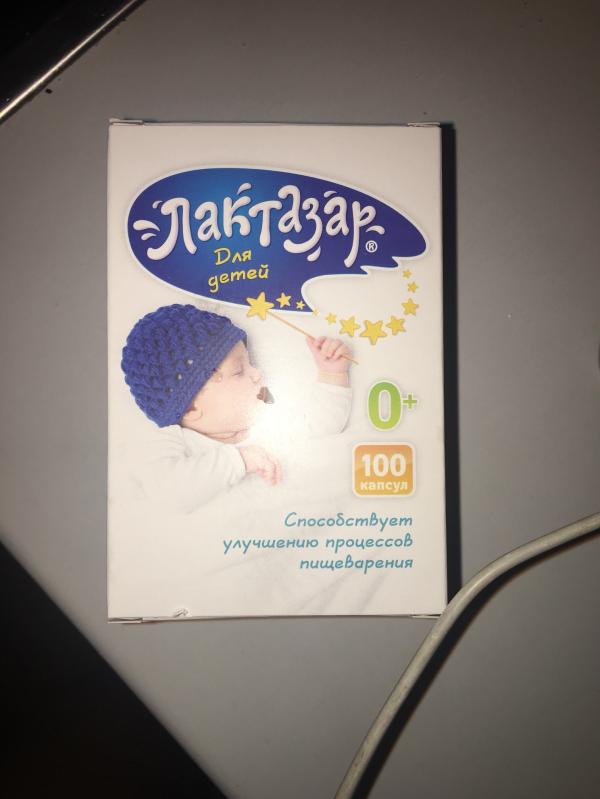 Лактазар®
Для
детей
0+
100
капсул
Способствует
улучшению процессов
пищеварения